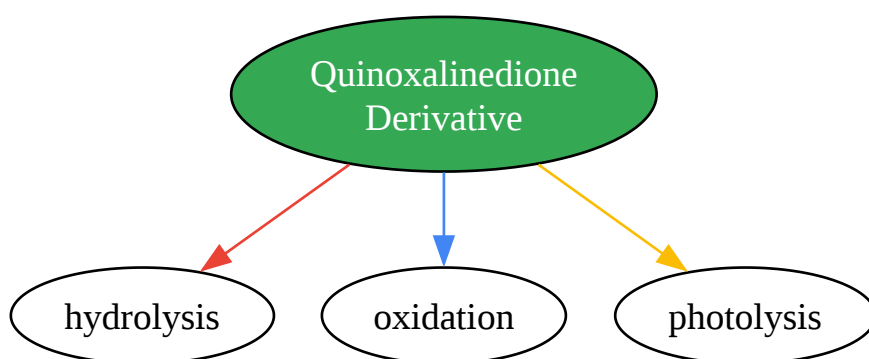 Quinoxalinedione
Derivative
hydrolysis
oxidation
photolysis